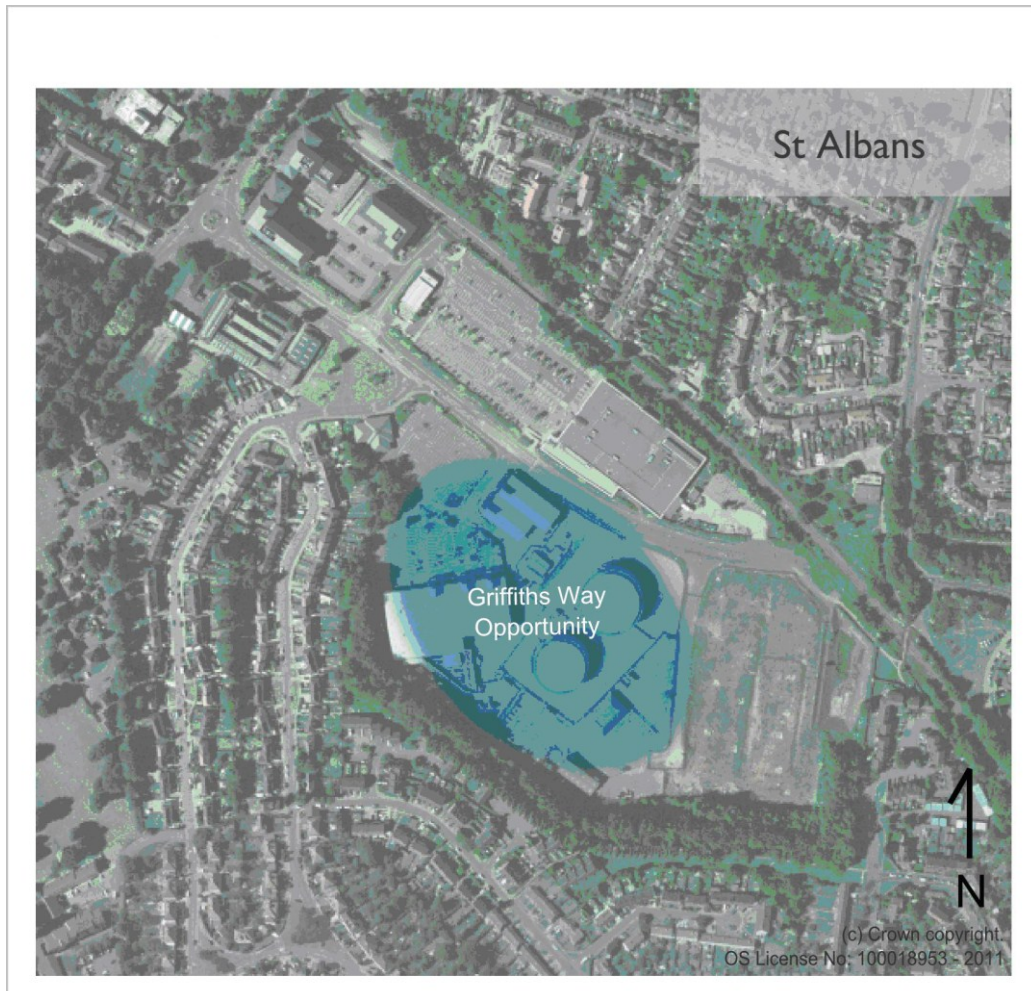 St Albans
Griffiths Way
Opportunity
N
(c) Crown copyright.
OS License No: 100018953 - 2011